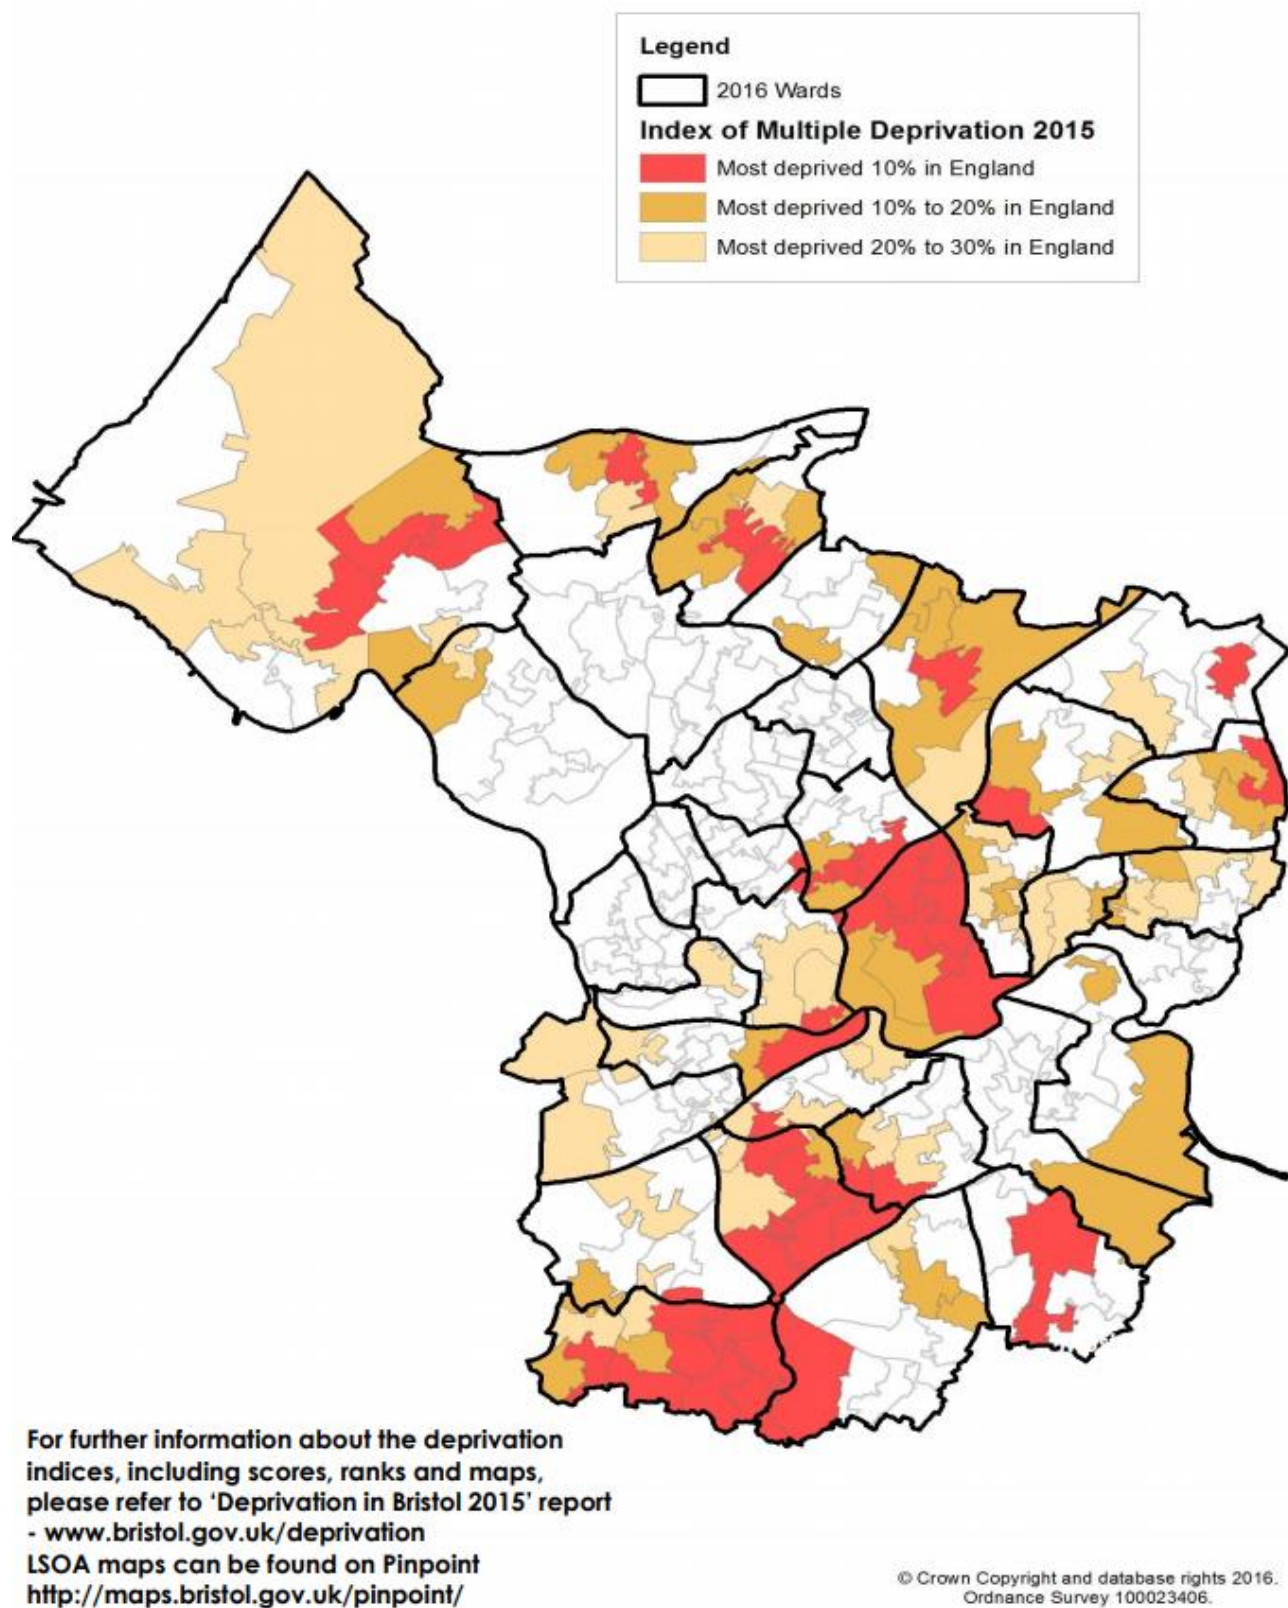 Legend
2016 Wards
Index of Multiple Deprivation 2015
Most deprived 10% in England
Most deprived 10% to 20% in England
Most deprived 20% to 30% in England
For further information about the deprivation
indices, including scores, ranks and maps,
please refer to ‘Deprivation in Bristol 2015’ report
- www.bristol.gov.uk/deprivation
LSOA maps can be found on Pinpoint
http://maps.bristol.gov.uk/pinpoint/
© Crown Copyright and database rights 2016.
Ordnance Survey 100023406.